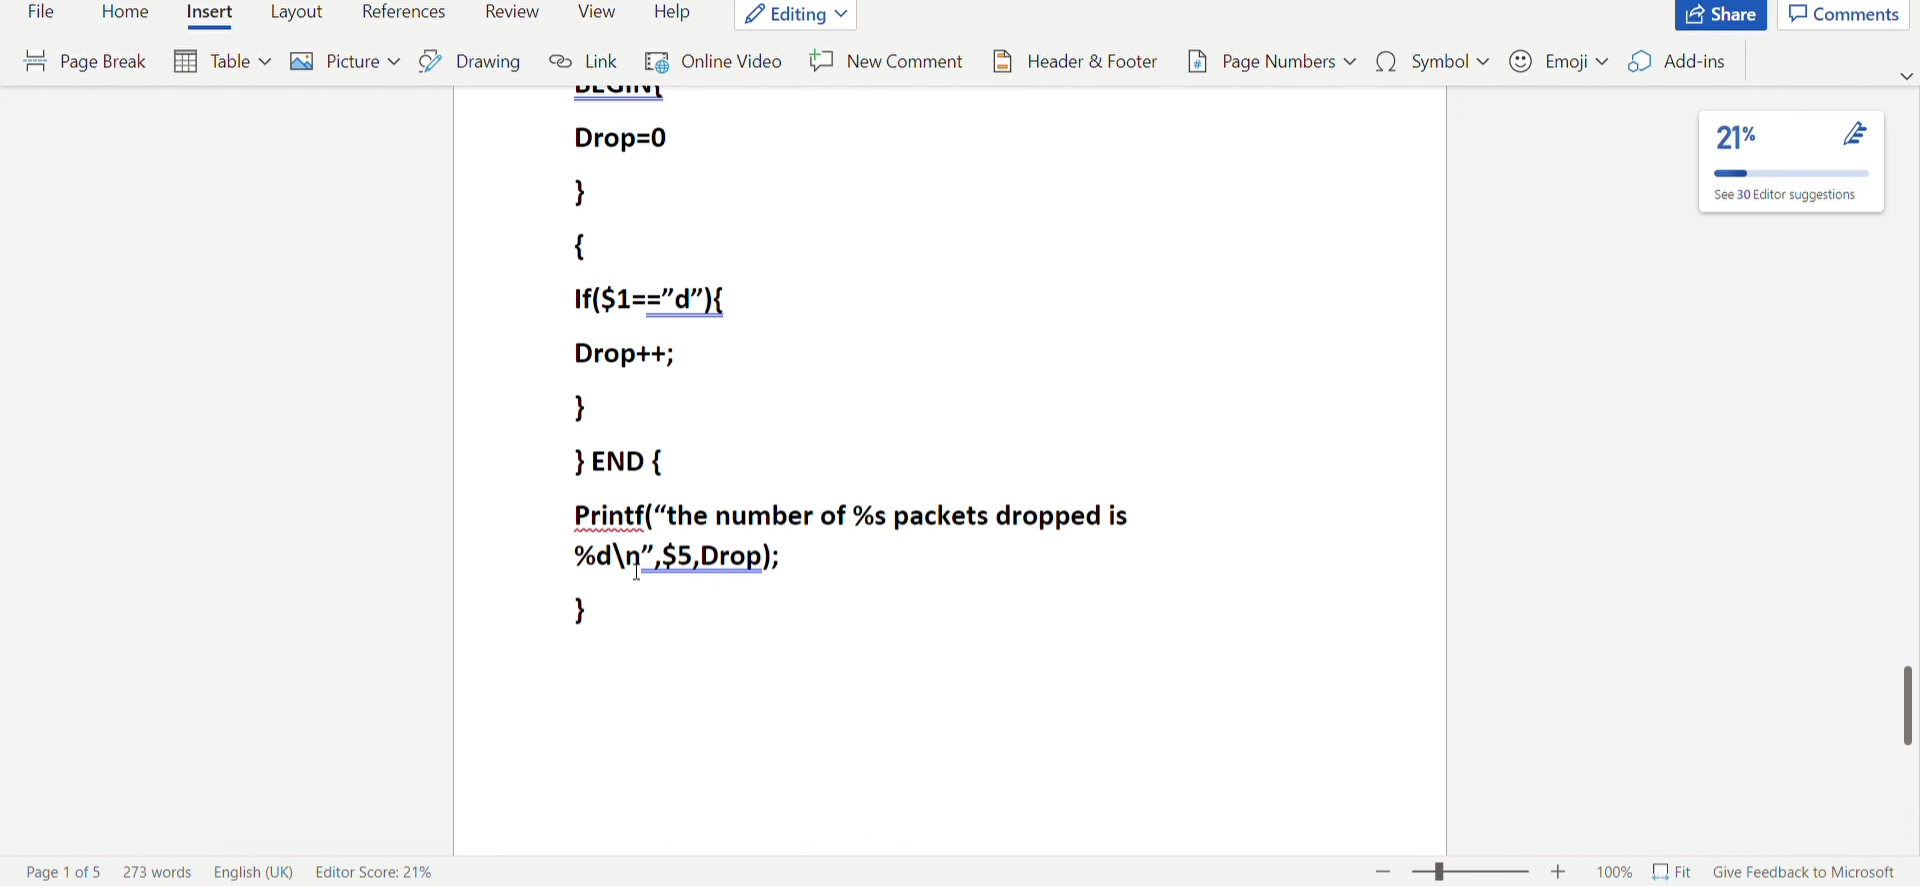 File Home Insert Layout References Review View Help Editing Share Comments
Page Break Table Picture Drawing Link Online Video New Comment Header & Footer Page Numbers Symbol Emoji Add-ins
BEGIN{
Drop=0
}
{
If($1==”d”){
Drop++;
}
} END {
Printf(“the number of %s packets dropped is
%d\n”,$5,Drop);
}
21%
See 30 Editor suggestions
Page 1 of 5 273 words English (UK) Editor Score: 21% 100% Fit Give Feedback to Microsoft